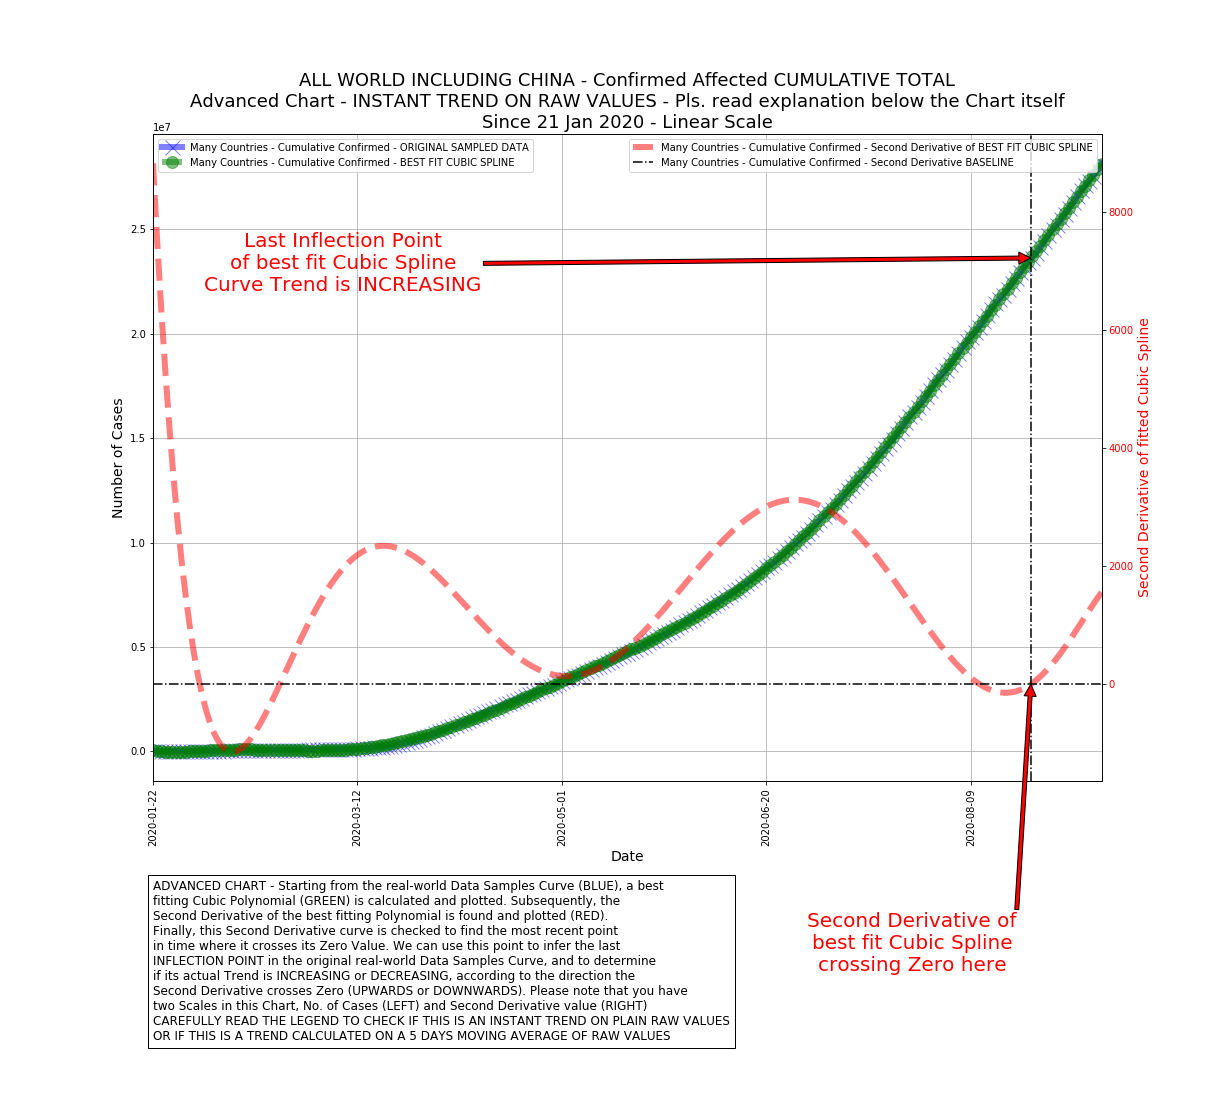 ALL WORLD INCLUDING CHINA - Confirmed Affected CUMULATIVE TOTAL
Advanced Chart - INSTANT TREND ON RAW VALUES - Pls. read explanation below the Chart itself
Since 21 Jan 2020 - Linear Scale
1e7
Many Countries - Cumulative Confirmed - ORIGINAL SAMPLED DATA
Many Countries - Cumulative Confirmed - BEST FIT CUBIC SPLINE
Many Countries - Cumulative Confirmed - Second Derivative of BEST FIT CUBIC SPLINE
Many Countries - Cumulative Confirmed - Second Derivative BASELINE
Last Inflection Point
of best fit Cubic Spline
Curve Trend is INCREASING
Number of Cases
2.5
2.0
1.5
1.0
0.5
0.0
8000
6000
4000
2000
0
Second Derivative of fitted Cubic Spline
2020-01-22
2020-03-12
2020-05-01
2020-06-20
2020-08-09
Date
ADVANCED CHART - Starting from the real-world Data Samples Curve (BLUE), a best
fitting Cubic Polynomial (GREEN) is calculated and plotted. Subsequently, the
Second Derivative of the best fitting Polynomial is found and plotted (RED).
Finally, this Second Derivative curve is checked to find the most recent point
in time where it crosses its Zero Value. We can use this point to infer the last
INFLECTION POINT in the original real-world Data Samples Curve, and to determine
if its actual Trend is INCREASING or DECREASING, according to the direction the
Second Derivative crosses Zero (UPWARDS or DOWNWARDS). Please note that you have
two Scales in this Chart, No. of Cases (LEFT) and Second Derivative value (RIGHT)
CAREFULLY READ THE LEGEND TO CHECK IF THIS IS AN INSTANT TREND ON PLAIN RAW VALUES
OR IF THIS IS A TREND CALCULATED ON A 5 DAYS MOVING AVERAGE OF RAW VALUES
Second Derivative of
best fit Cubic Spline
crossing Zero here